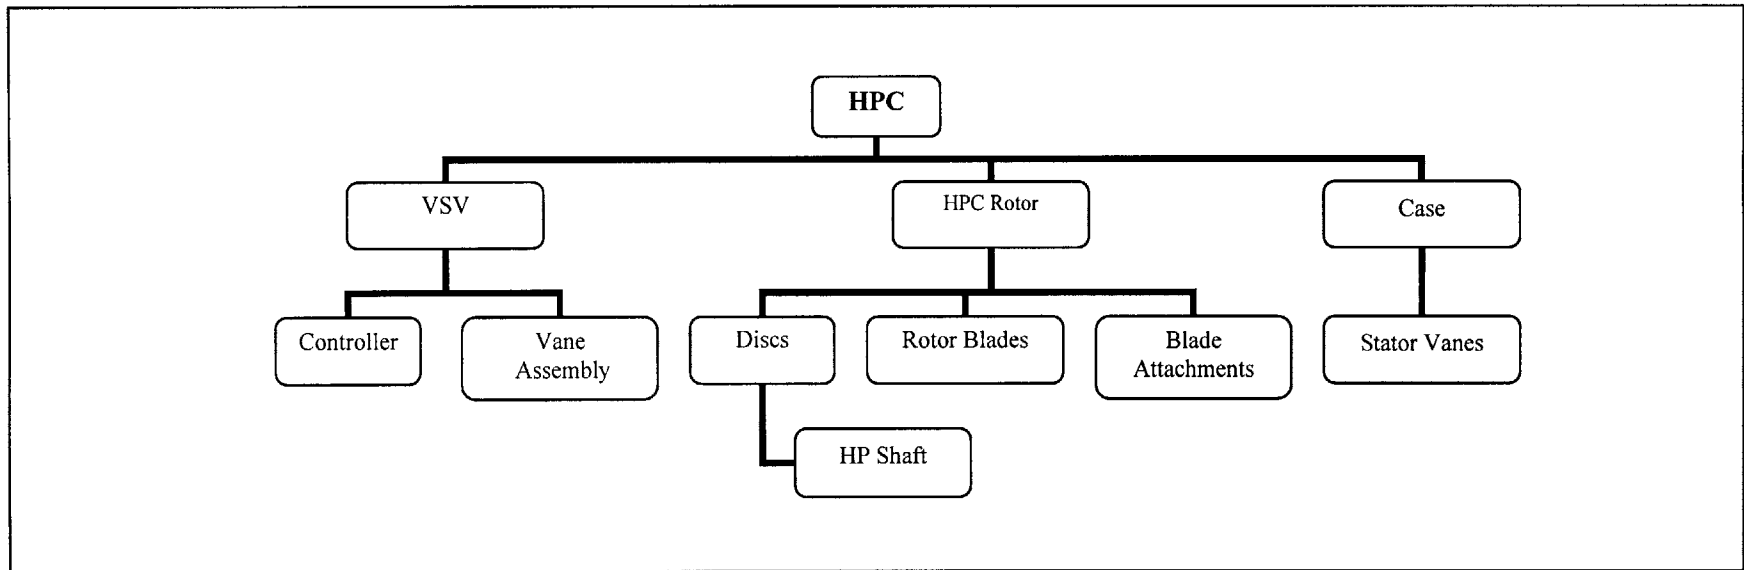 HPC
VSV
HPC Rotor
Case
Controller
Vane
Assembly
Discs
Rotor Blades
Blade
Attachments
Stator Vanes
HP Shaft